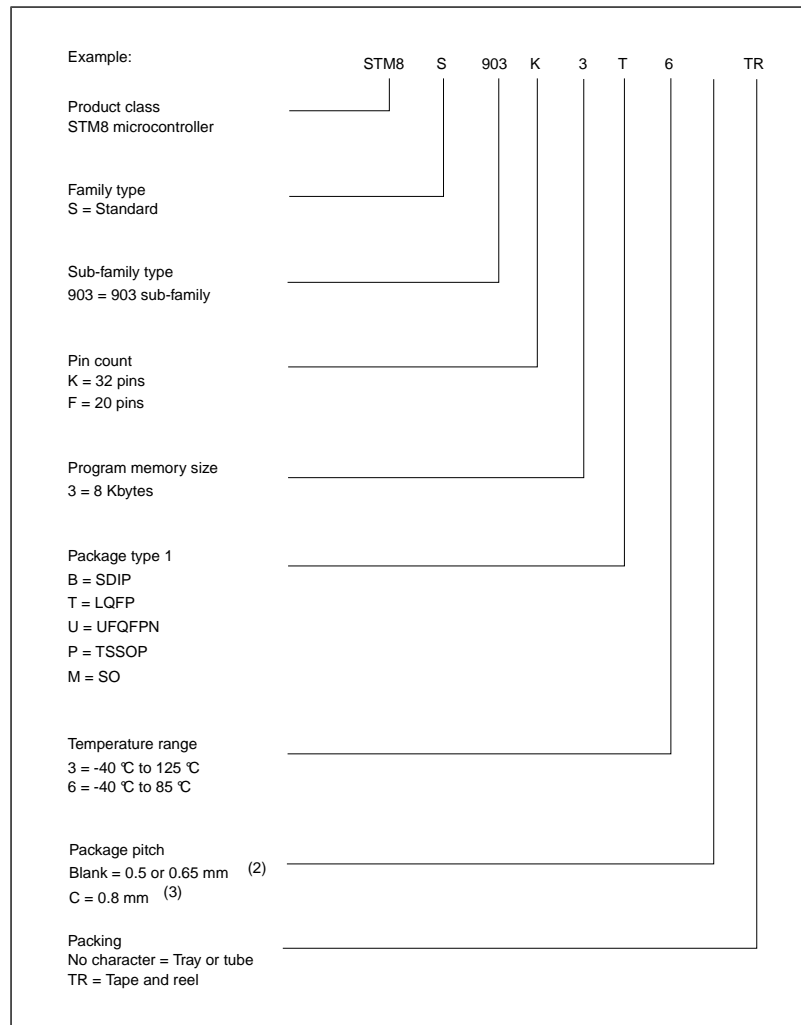 Example:
STM8 S 903 K 3 T 6 TR
Product class
STM8 microcontroller
Family type
S = Standard
Sub-family type
903 = 903 sub-family
Pin count
K = 32 pins
F = 20 pins
Program memory size
3 = 8 Kbytes
Package type 1
B = SDIP
T = LQFP
U = UFQFPN
P = TSSOP
M = SO
Temperature range
3 = -40 °C to 125 °C
6 = -40 °C to 85 °C
Package pitch
Blank = 0.5 or 0.65 mm (2)
C = 0.8 mm (3)
Packing
No character = Tray or tube
TR = Tape and reel